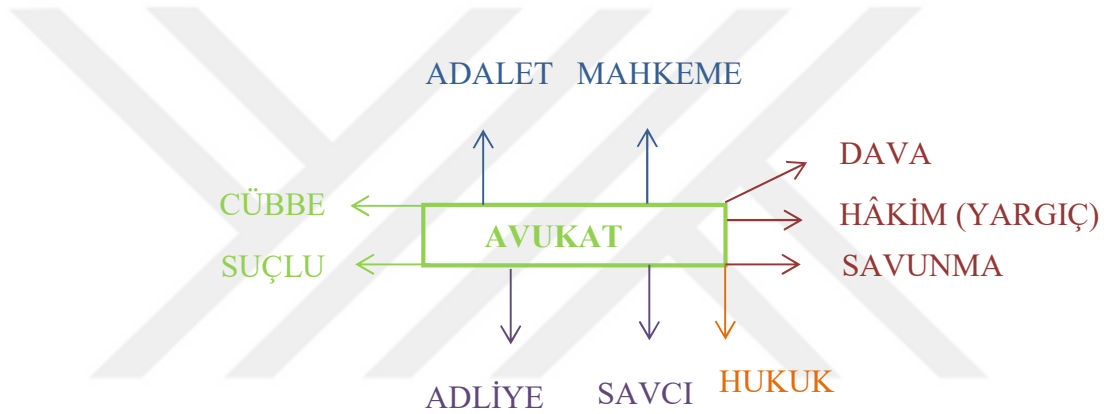 ADALET MAHKEME
DAVA
CÜBBE
HÂKİM (YARGIÇ)
AVUKAT
SUÇLU
SAVUNMA
ADLİYE
SAVCI
HUKUK